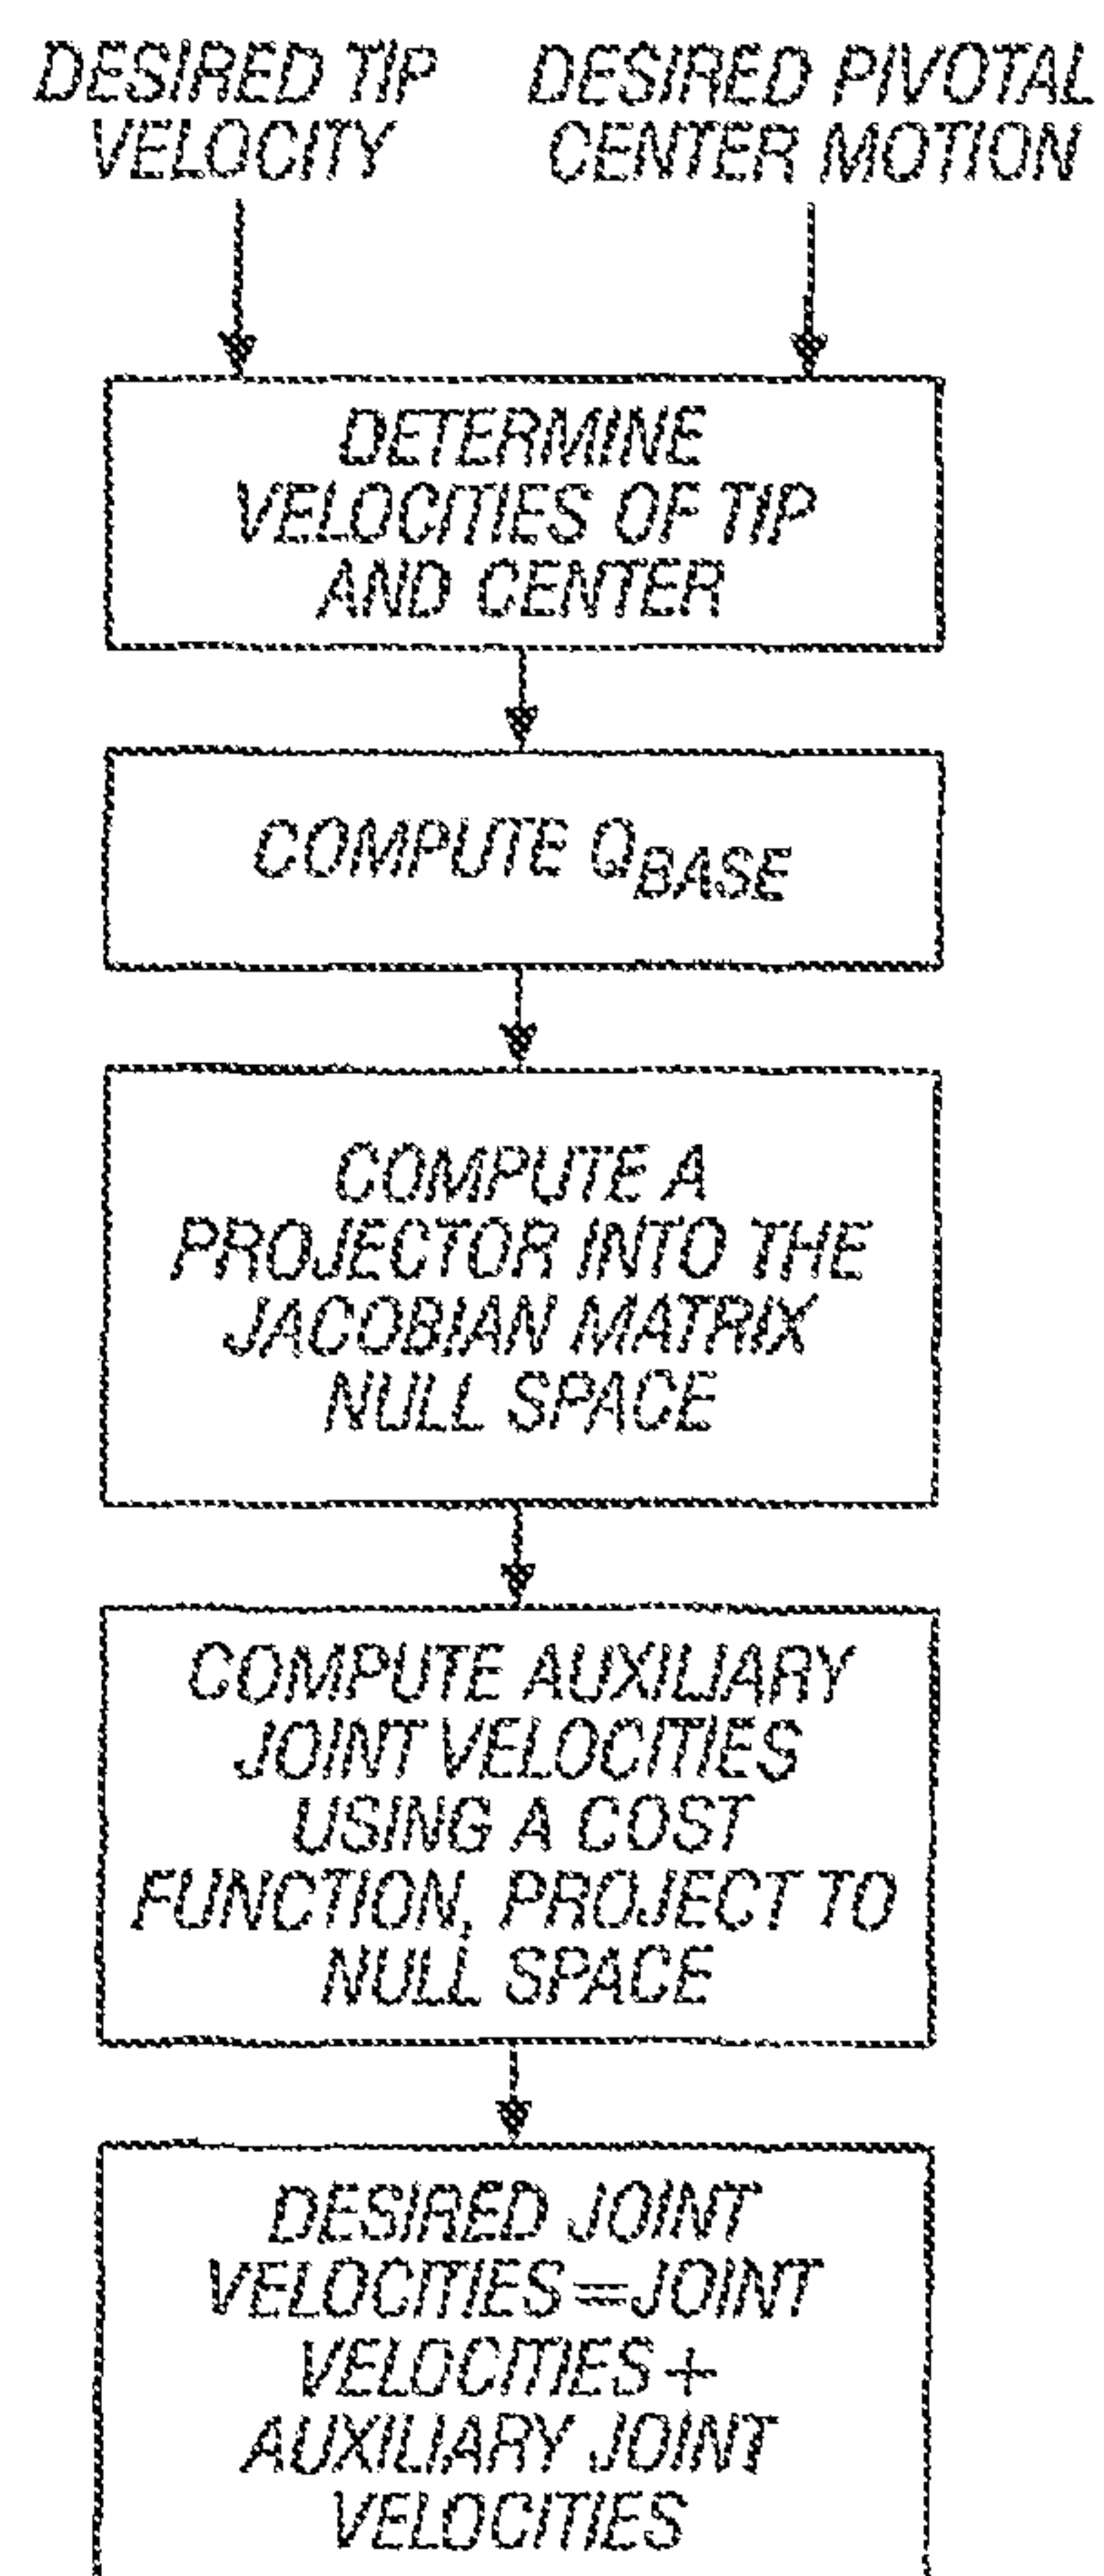 DESIRED TIP
VELOCITY
DESIRED PIVOTAL
CENTER MOTION
DETERMINE
VELOCITIES OF TIP
AND CENTER
COMPUTE QBASE
COMPUTE A
PROJECTOR INTO THE
JACOBIAN MATRIX
NULL SPACE
COMPUTE AUXILIARY
JOINT VELOCITIES
USING A COST
FUNCTION, PROJECT TO
NULL SPACE
DESIRED JOINT
VELOCITIES=JOINT
VELOCITIES+
AUXILIARY JOINT
VELOCITIES